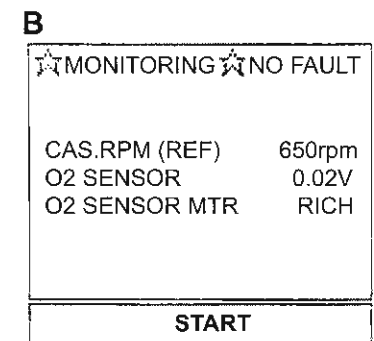 B
☆MONITORING☆NO FAULT
CAS.RPM (REF) 650rpm
O2 SENSOR 0.02V
O2 SENSOR MTR RICH
START